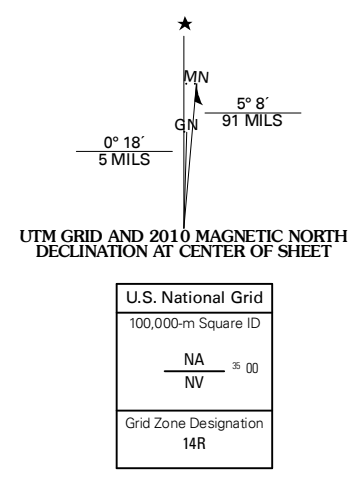 MN
5° 8´
91 MILS
GN
0° 18´
5 MILS
UTM GRID AND 2010 MAGNETIC NORTH
DECLINATION AT CENTER OF SHEET
U.S. National Grid
100,000-m Square ID
NA
35 00
NV
Grid Zone Designation
14R